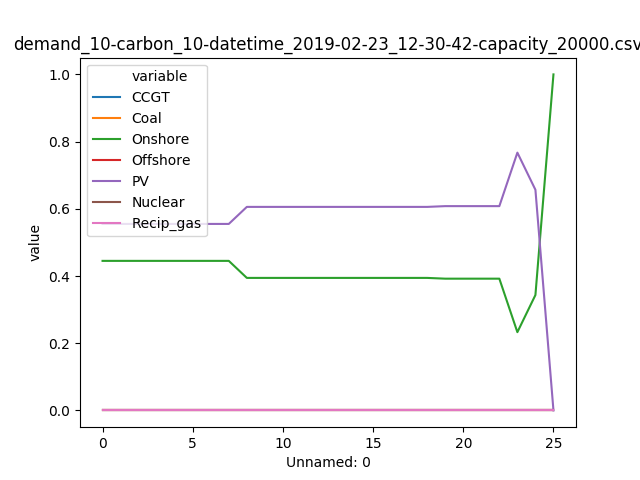 demand_10-carbon_10-datetime_2019-02-23_12-30-42-capacity_20000.csv
1.0
0.8
0.6
0.4
0.2
0.0
value
variable
CCGT
Coal
Onshore
Offshore
PV
Nuclear
Recip_gas
0 5 10 15 20 25
Unnamed: 0